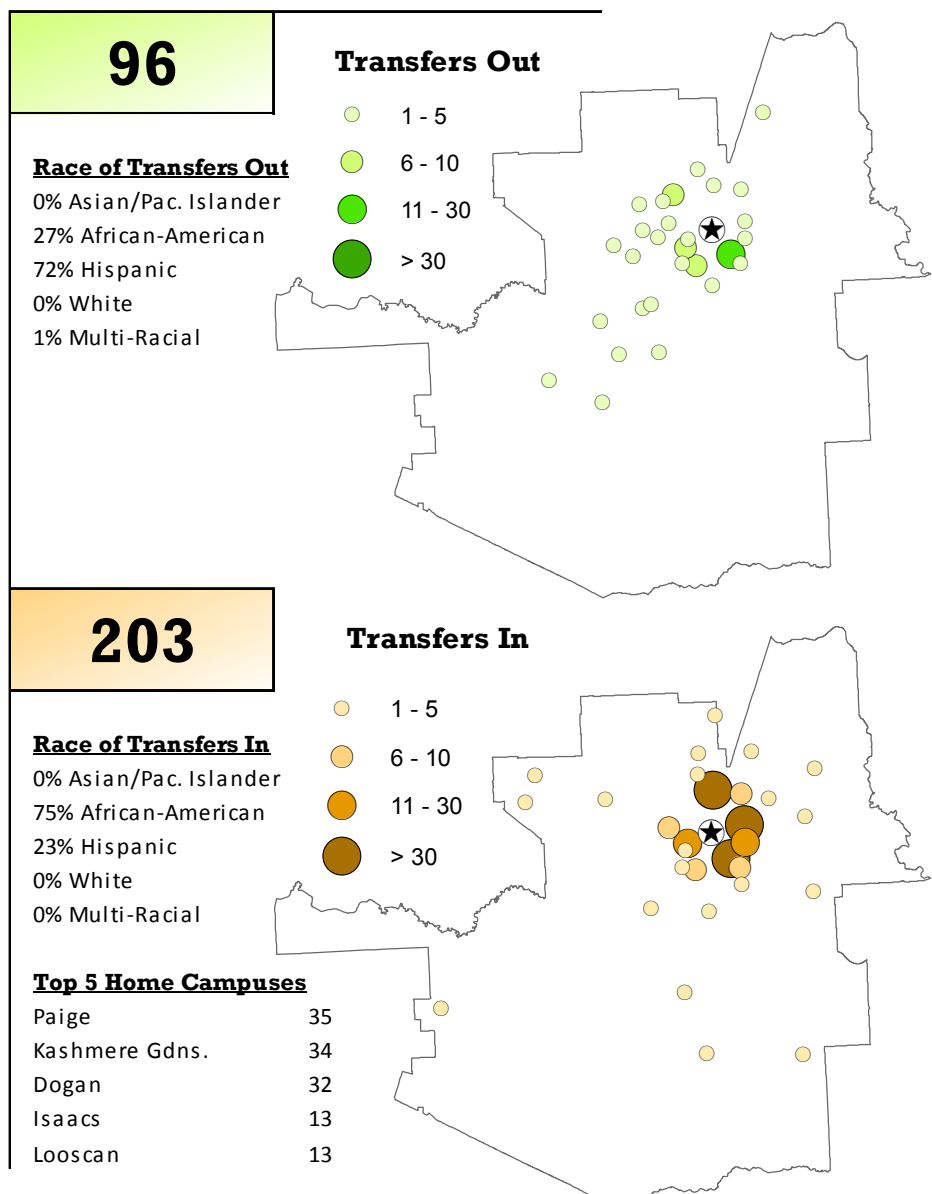 96
Transfers Out
1 - 5
6 - 10
11 - 30
> 30
Race of Transfers Out
0% Asian/Pac. Islander
27% African-American
72% Hispanic
0% White
1% Multi-Racial
203
Transfers In
1 - 5
6 - 10
11 - 30
> 30
Race of Transfers In
0% Asian/Pac. Islander
75% African-American
23% Hispanic
0% White
0% Multi-Racial
Top 5 Home Campuses
Paige 35
Kashmere Gdns. 34
Dogan 32
Isaacs 13
Looscan 13